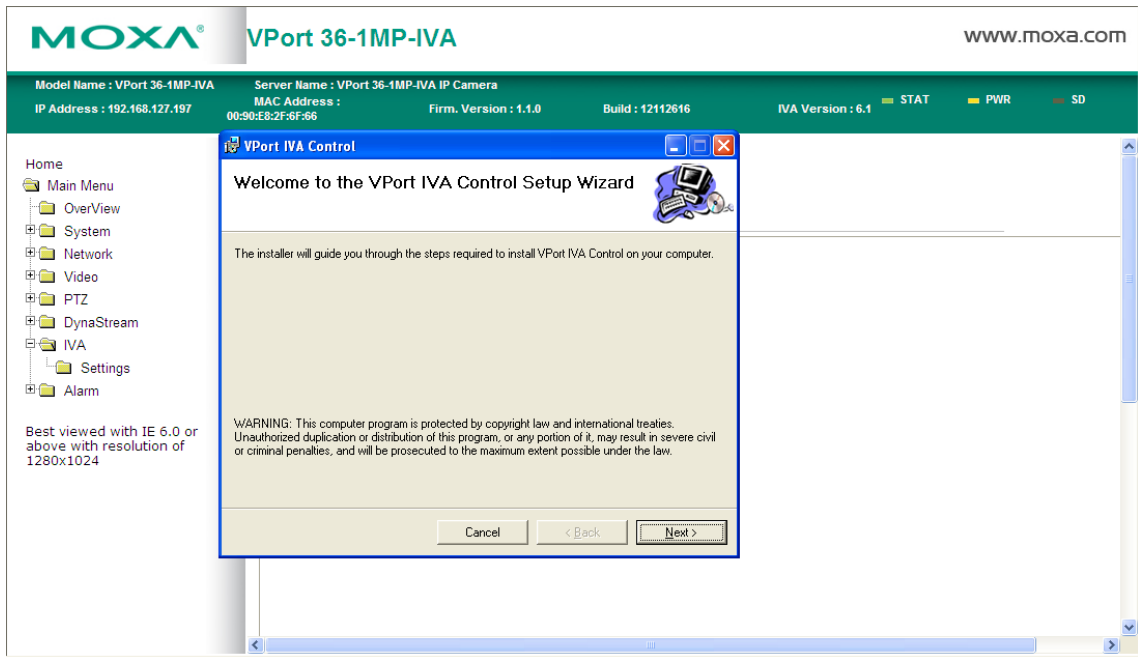 MOXA®
VPort 36-1MP-IVA
www.moxa.com
Model Name : VPort 36-1MP-IVA
Server Name : VPort 36-1MP-IVA IP Camera
IP Address : 192.168.127.197
MAC Address :
00:90:E8:2F:6F:66
Firm. Version : 1.1.0
Build : 12112616
IVA Version : 6.1
STAT
PWR
SD
Home
Main Menu
OverView
System
Network
Video
PTZ
DynaStream
IVA
Settings
Alarm
Best viewed with IE 6.0 or
above with resolution of
1280x1024
VPort IVA Control
Welcome to the VPort IVA Control Setup Wizard
The installer will guide you through the steps required to install VPort IVA Control on your computer.
WARNING: This computer program is protected by copyright law and international treaties.
Unauthorized duplication or distribution of this program, or any portion of it, may result in severe civil
or criminal penalties, and will be prosecuted to the maximum extent possible under the law.
Cancel
< Back
Next >